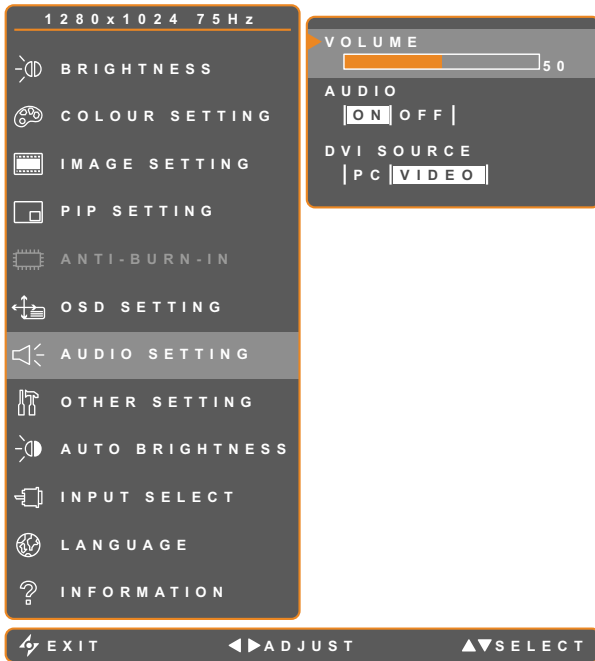 1280x1024 75Hz
BRIGHTNESS
COLOUR SETTING
IMAGE SETTING
PIP SETTING
ANTI-BURN-IN
OSD SETTING
AUDIO SETTING
OTHER SETTING
AUTO BRIGHTNESS
INPUT SELECT
LANGUAGE
INFORMATION
VOLUME
50
AUDIO
ON OFF
DVI SOURCE
PC VIDEO
EXIT ADJUST SELECT